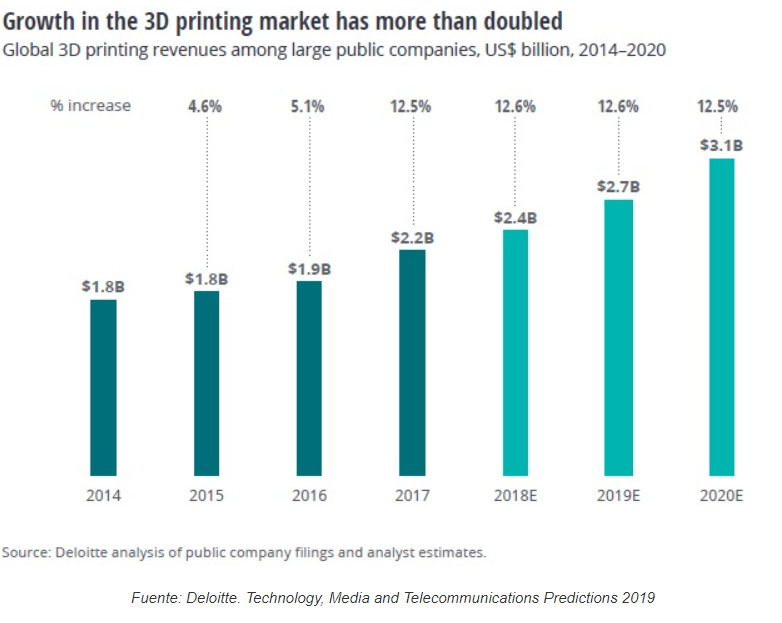 Growth in the 3D printing market has more than doubled
Global 3D printing revenues among large public companies, US$ billion, 2014–2020
% increase 4.6% 5.1% 12.5% 12.6% 12.6% 12.5%
$1.8B $1.8B $1.9B $2.2B $2.4B $2.7B $3.1B
2014 2015 2016 2017 2018E 2019E 2020E
Source: Deloitte analysis of public company filings and analyst estimates.
Fuente: Deloitte. Technology, Media and Telecommunications Predictions 2019